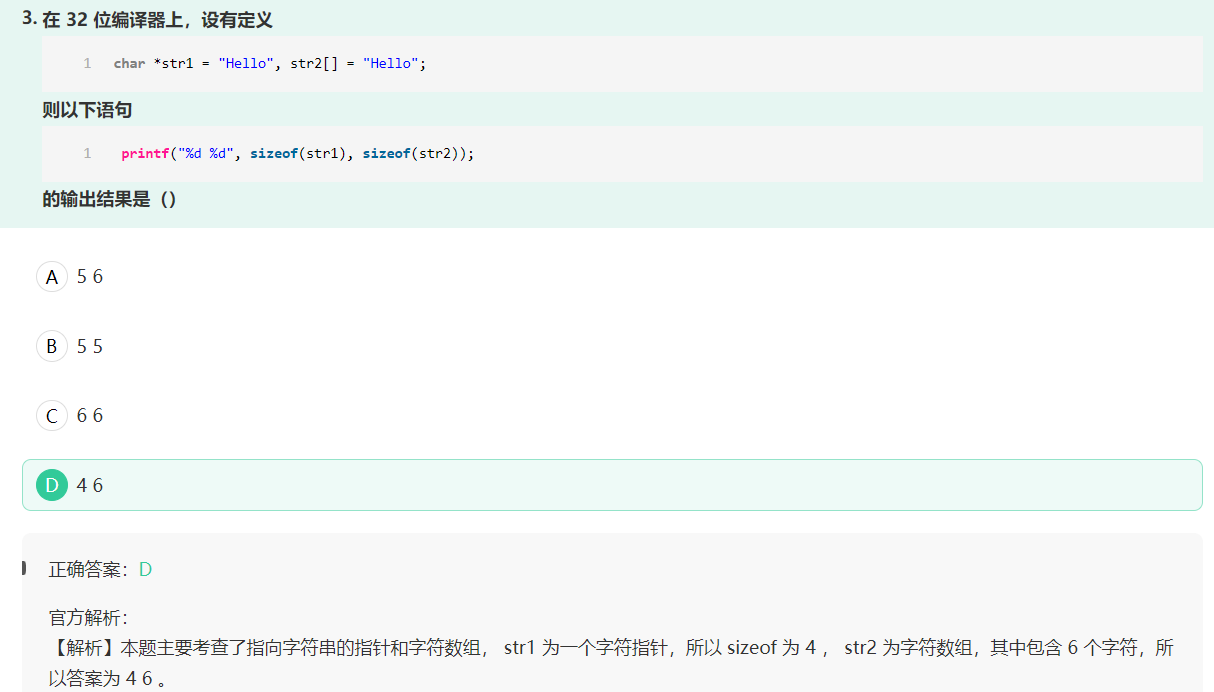 3. 在 32 位编译器上，设有定义
1 char *str1 = "Hello", str2[] = "Hello";
则以下语句
1 printf("%d %d", sizeof(str1), sizeof(str2));
的输出结果是（）
A 5 6
B 5 5
C 6 6
D 4 6
正确答案：D
官方解析：
【解析】本题主要考查了指向字符串的指针和字符数组， str1 为一个字符指针，所以 sizeof 为 4 ， str2 为字符数组，其中包含 6 个字符，所
以答案为 4 6 。